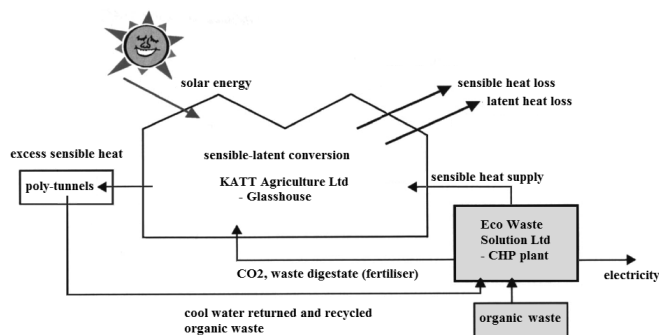 solar energy
sensible heat loss
latent heat loss
excess sensible heat
sensible-latent conversion
poly-tunnels
KATT Agriculture Ltd
- Glasshouse
sensible heat supply
Eco Waste
Solution Ltd
- CHP plant
CO2, waste digestate (fertiliser)
electricity
cool water returned and recycled
organic waste
organic waste